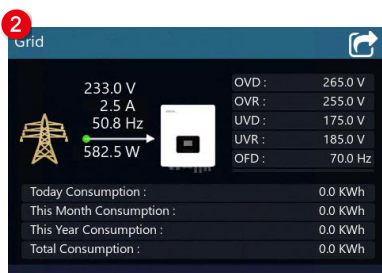 2
Grid
233.0 V
2.5 A
50.8 Hz
582.5 W
OVD : 265.0 V
OVR : 255.0 V
UVD : 175.0 V
UVR : 185.0 V
OFD : 70.0 Hz
Today Consumption : 0.0 KWh
This Month Consumption : 0.0 KWh
This Year Consumption : 0.0 KWh
Total Consumption : 0.0 KWh